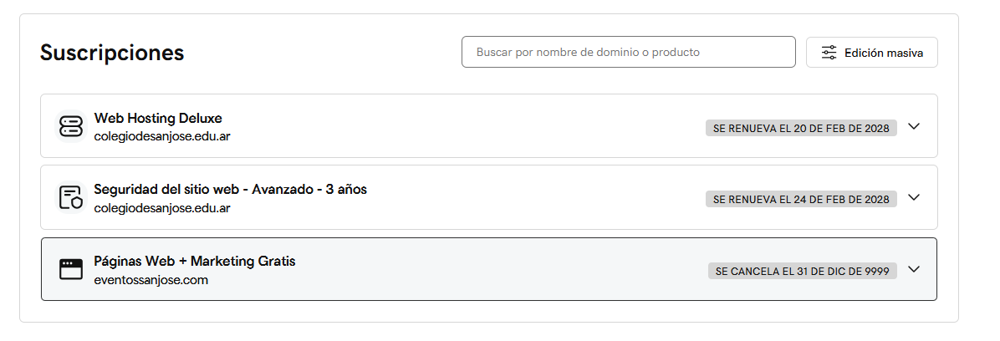 Suscripciones
Buscar por nombre de dominio o producto
Edición masiva
Web Hosting Deluxe
colegiodesanjose.edu.ar
SE RENUEVA EL 20 DE FEB DE 2028
Seguridad del sitio web - Avanzado - 3 años
colegiodesanjose.edu.ar
SE RENUEVA EL 24 DE FEB DE 2028
Páginas Web + Marketing Gratis
eventossanjose.com
SE CANCELA EL 31 DE DIC DE 9999